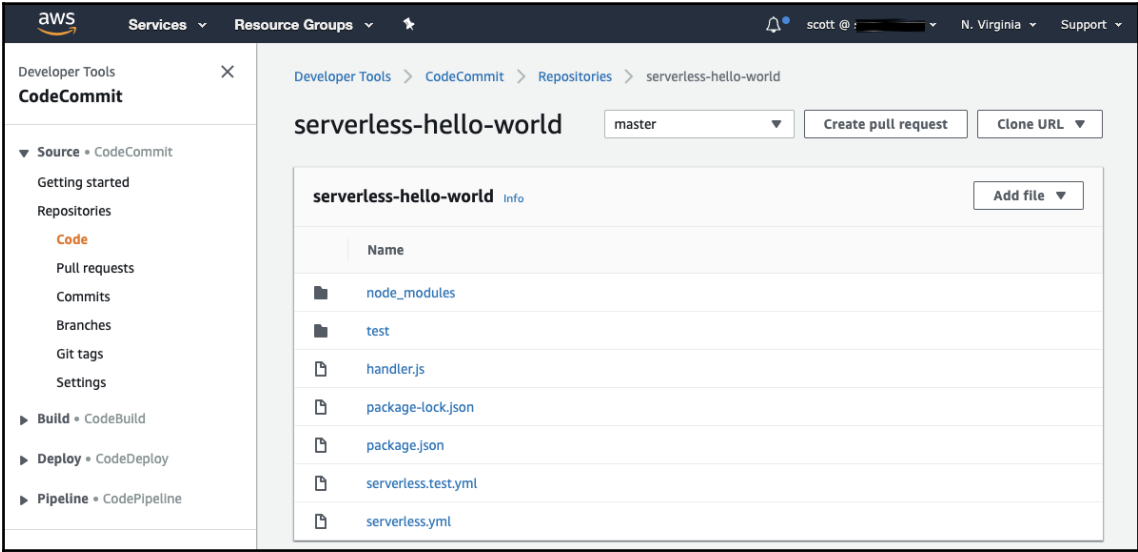 aws Services Resource Groups scott @ N. Virginia Support
Developer Tools
CodeCommit
Source • CodeCommit
Getting started
Repositories
Code
Pull requests
Commits
Branches
Git tags
Settings
Build • CodeBuild
Deploy • CodeDeploy
Pipeline • CodePipeline
Developer Tools > CodeCommit > Repositories > serverless-hello-world
serverless-hello-world master Create pull request Clone URL
serverless-hello-world Info Add file
Name
node_modules
test
handler.js
package-lock.json
package.json
serverless.test.yml
serverless.yml